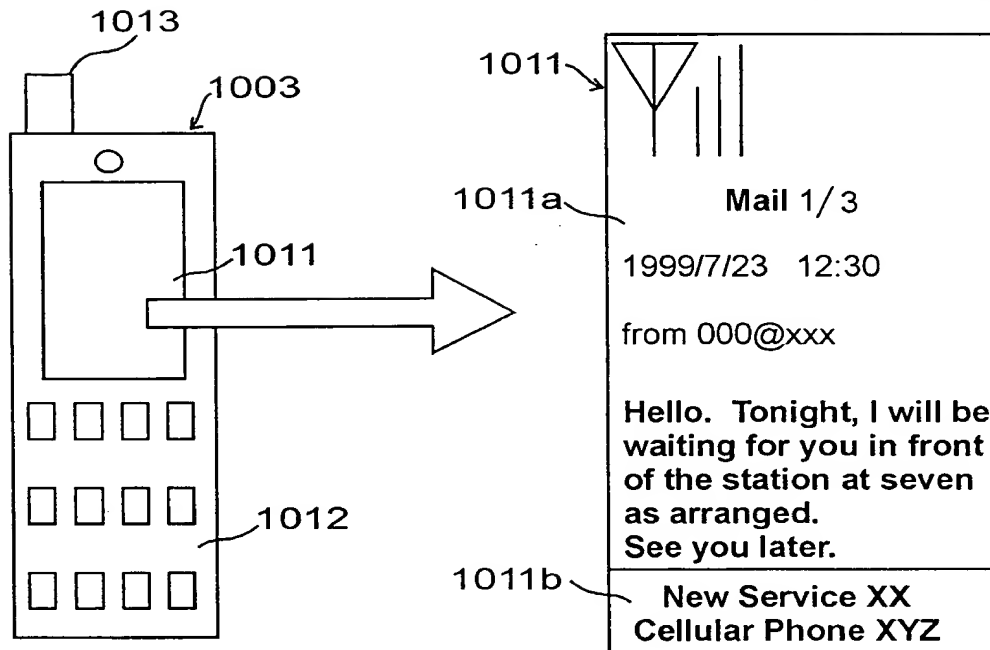 1013
1003
1011
1012
1011
1011a
Mail 1/3
1999/7/23 12:30
from 000@xxx
Hello. Tonight, I will be
waiting for you in front
of the station at seven
as arranged.
See you later.
1011b
New Service XX
Cellular Phone XYZ